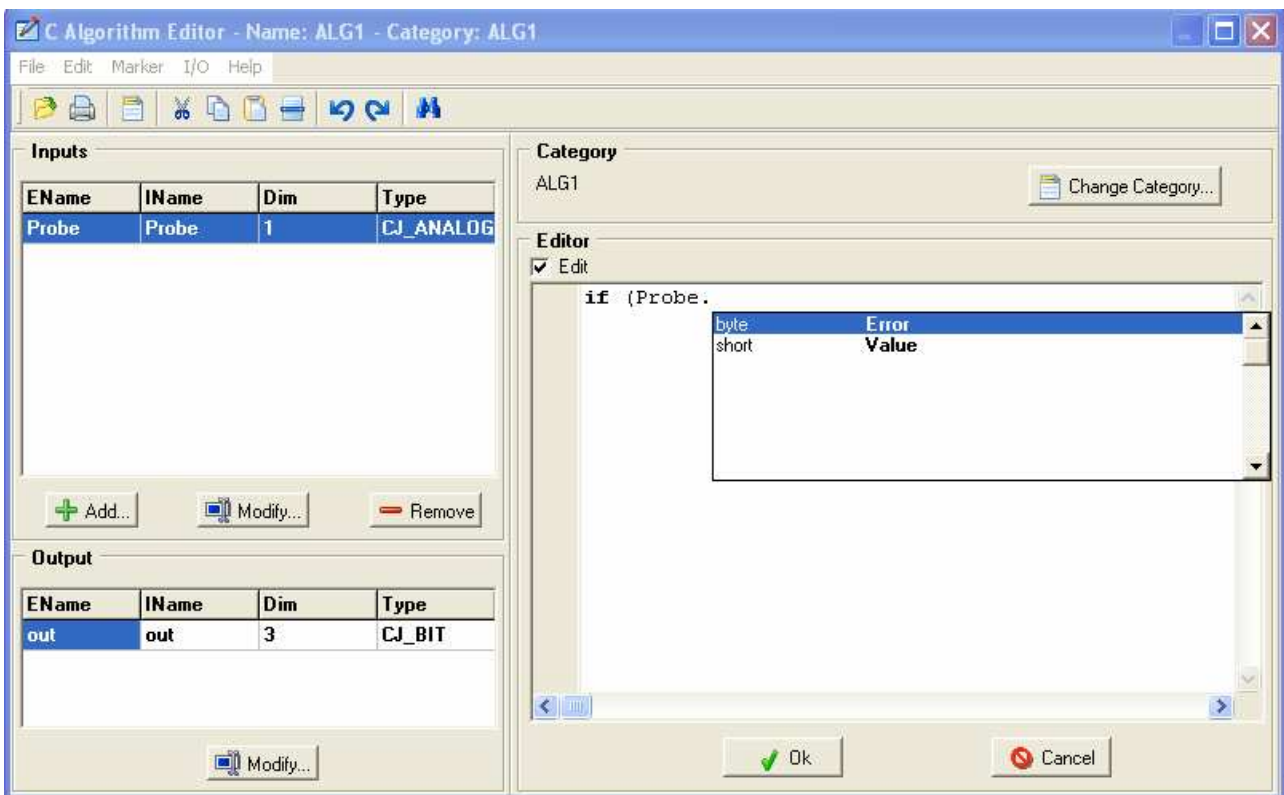 C Algorithm Editor - Name: ALG1 - Category: ALG1
File Edit Marker I/O Help
Inputs
EName IName Dim Type
Probe Probe 1 CJ_ANALOG
Add... Modify... Remove
Output
EName IName Dim Type
out out 3 CJ_BIT
Modify...
Category
ALG1 Change Category...
Editor
Edit
if (Probe.
byte Error
short Value
Ok Cancel